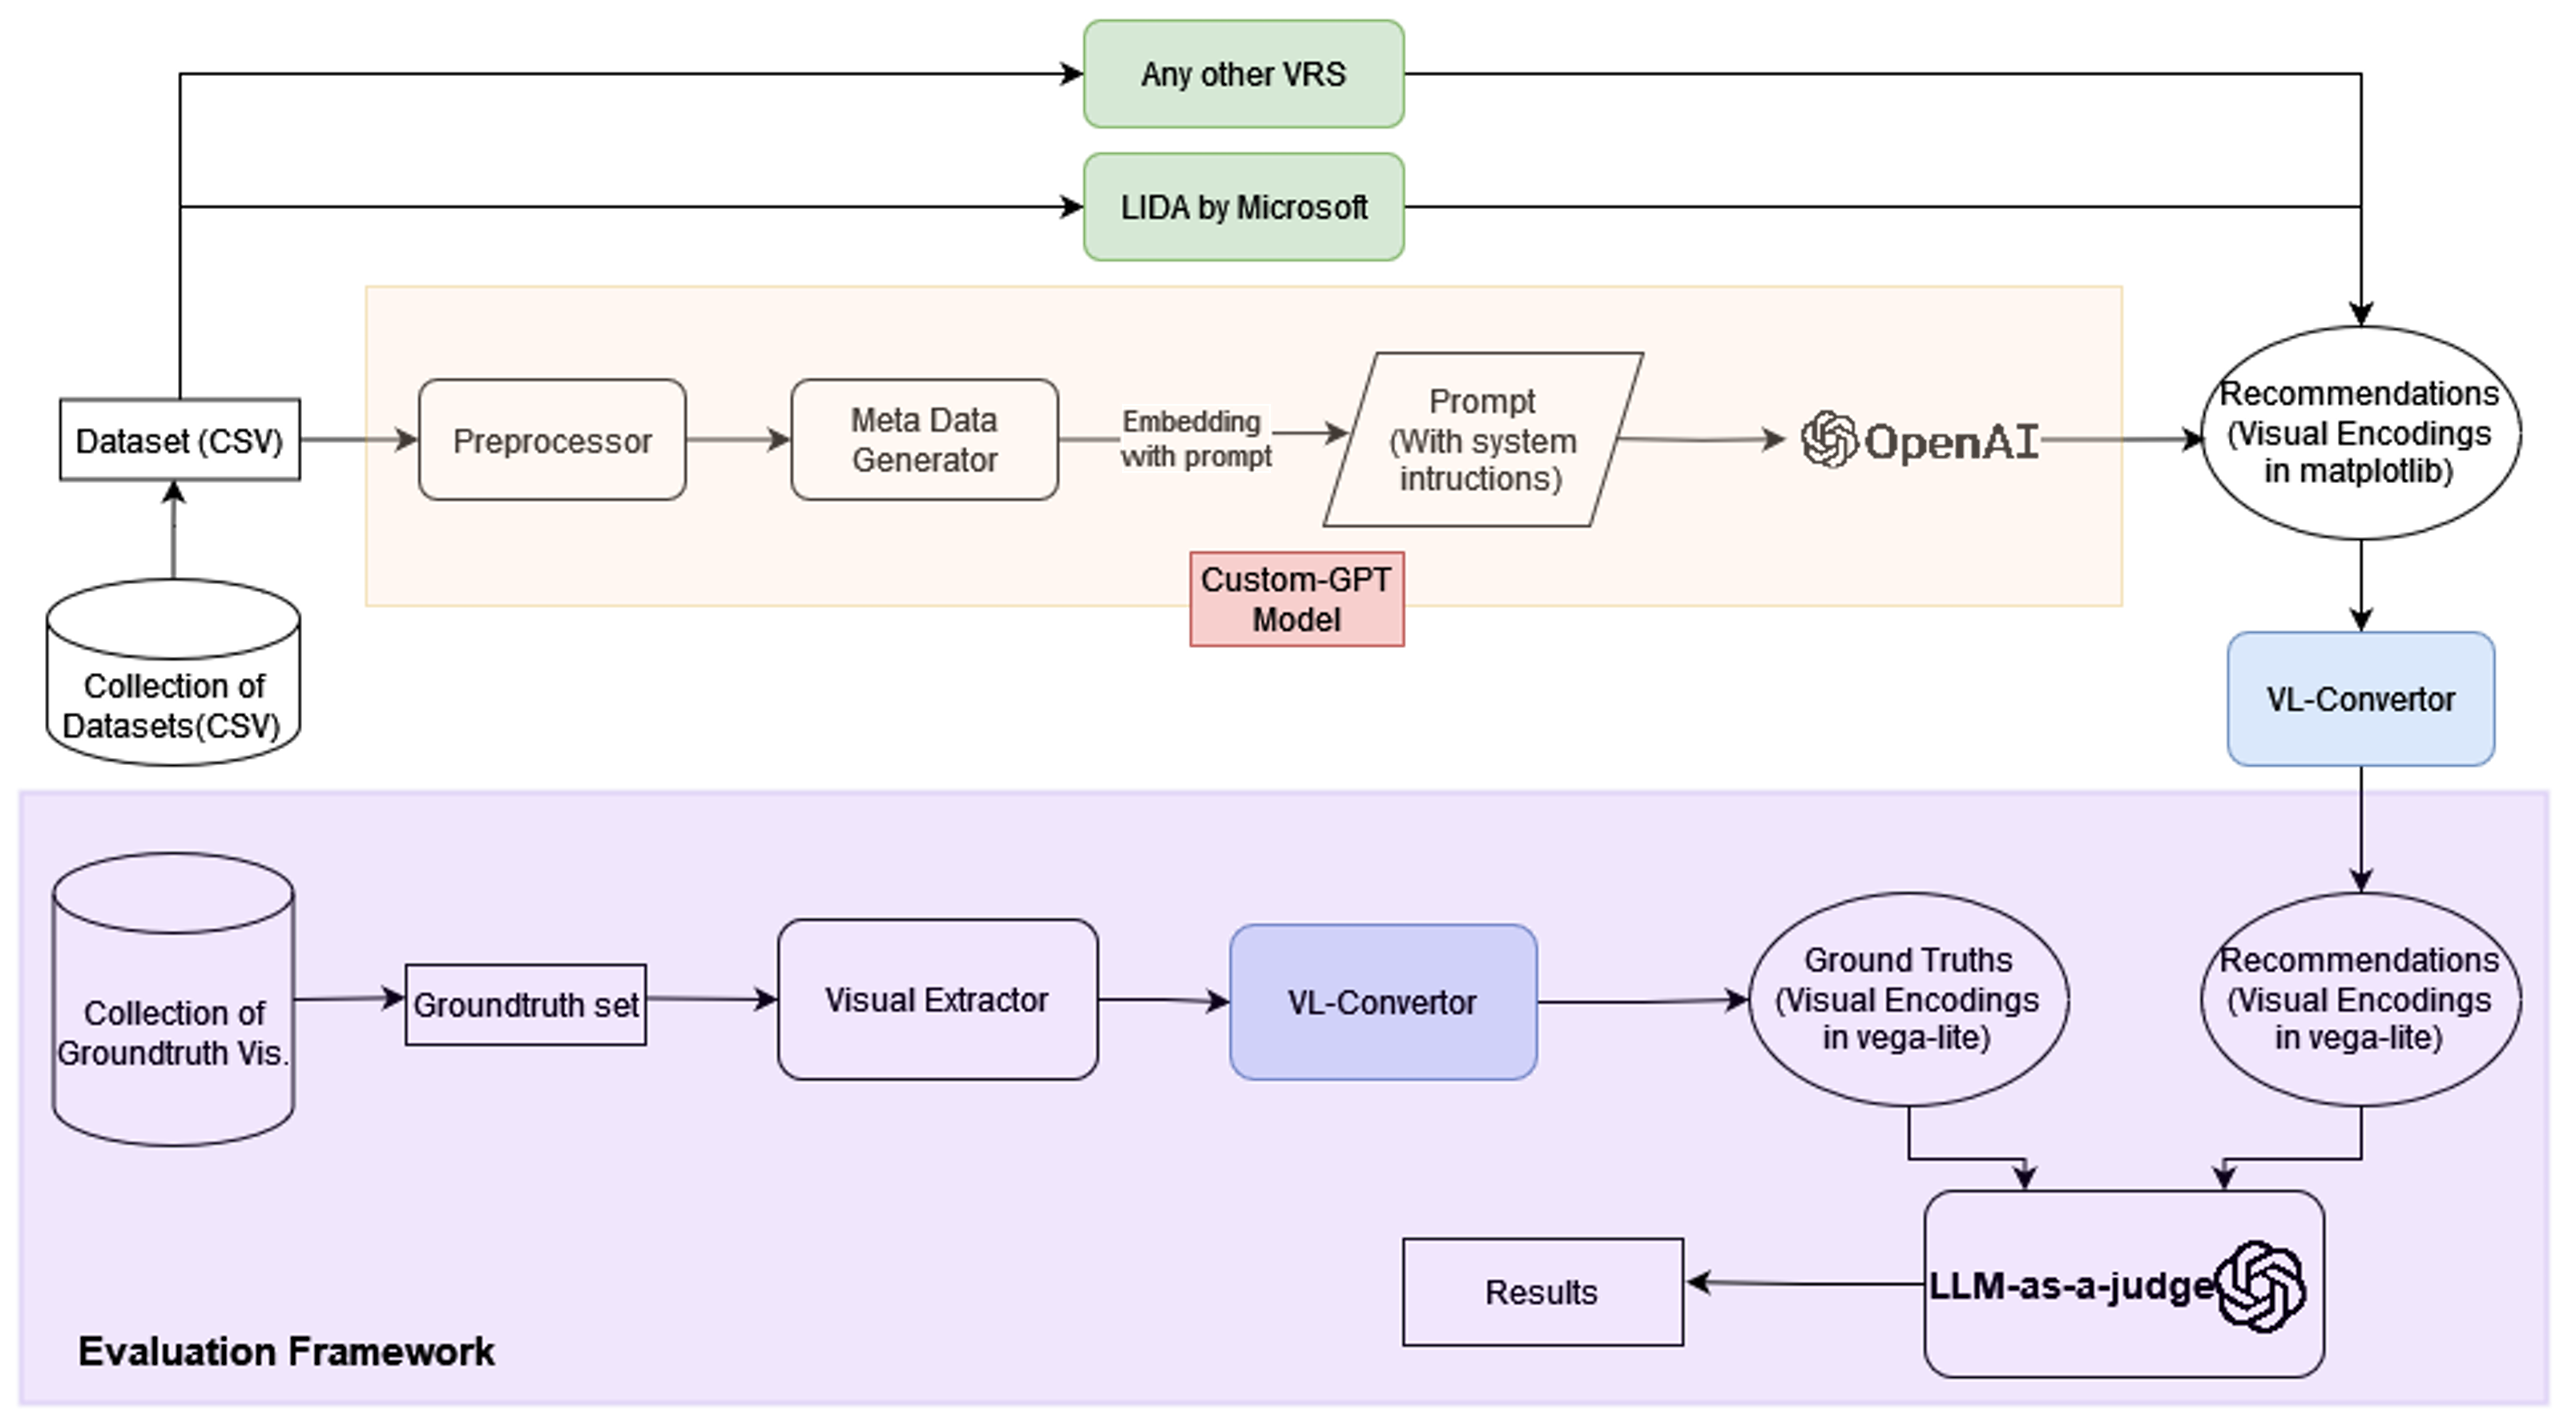 Any other VRS
LIDA by Microsoft
Dataset (CSV)
Preprocessor
Meta Data
Generator
Embedding
with prompt
Prompt
(With system
intructions)
OpenAI
Recommendations
(Visual Encodings
in matplotlib)
Custom-GPT
Model
Collection of
Datasets(CSV)
VL-Convertor
Collection of
Groundtruth Vis.
Groundtruth set
Visual Extractor
VL-Convertor
Ground Truths
(Visual Encodings
in vega-lite)
Recommendations
(Visual Encodings
in vega-lite)
LLM-as-a-judge
Results
Evaluation Framework